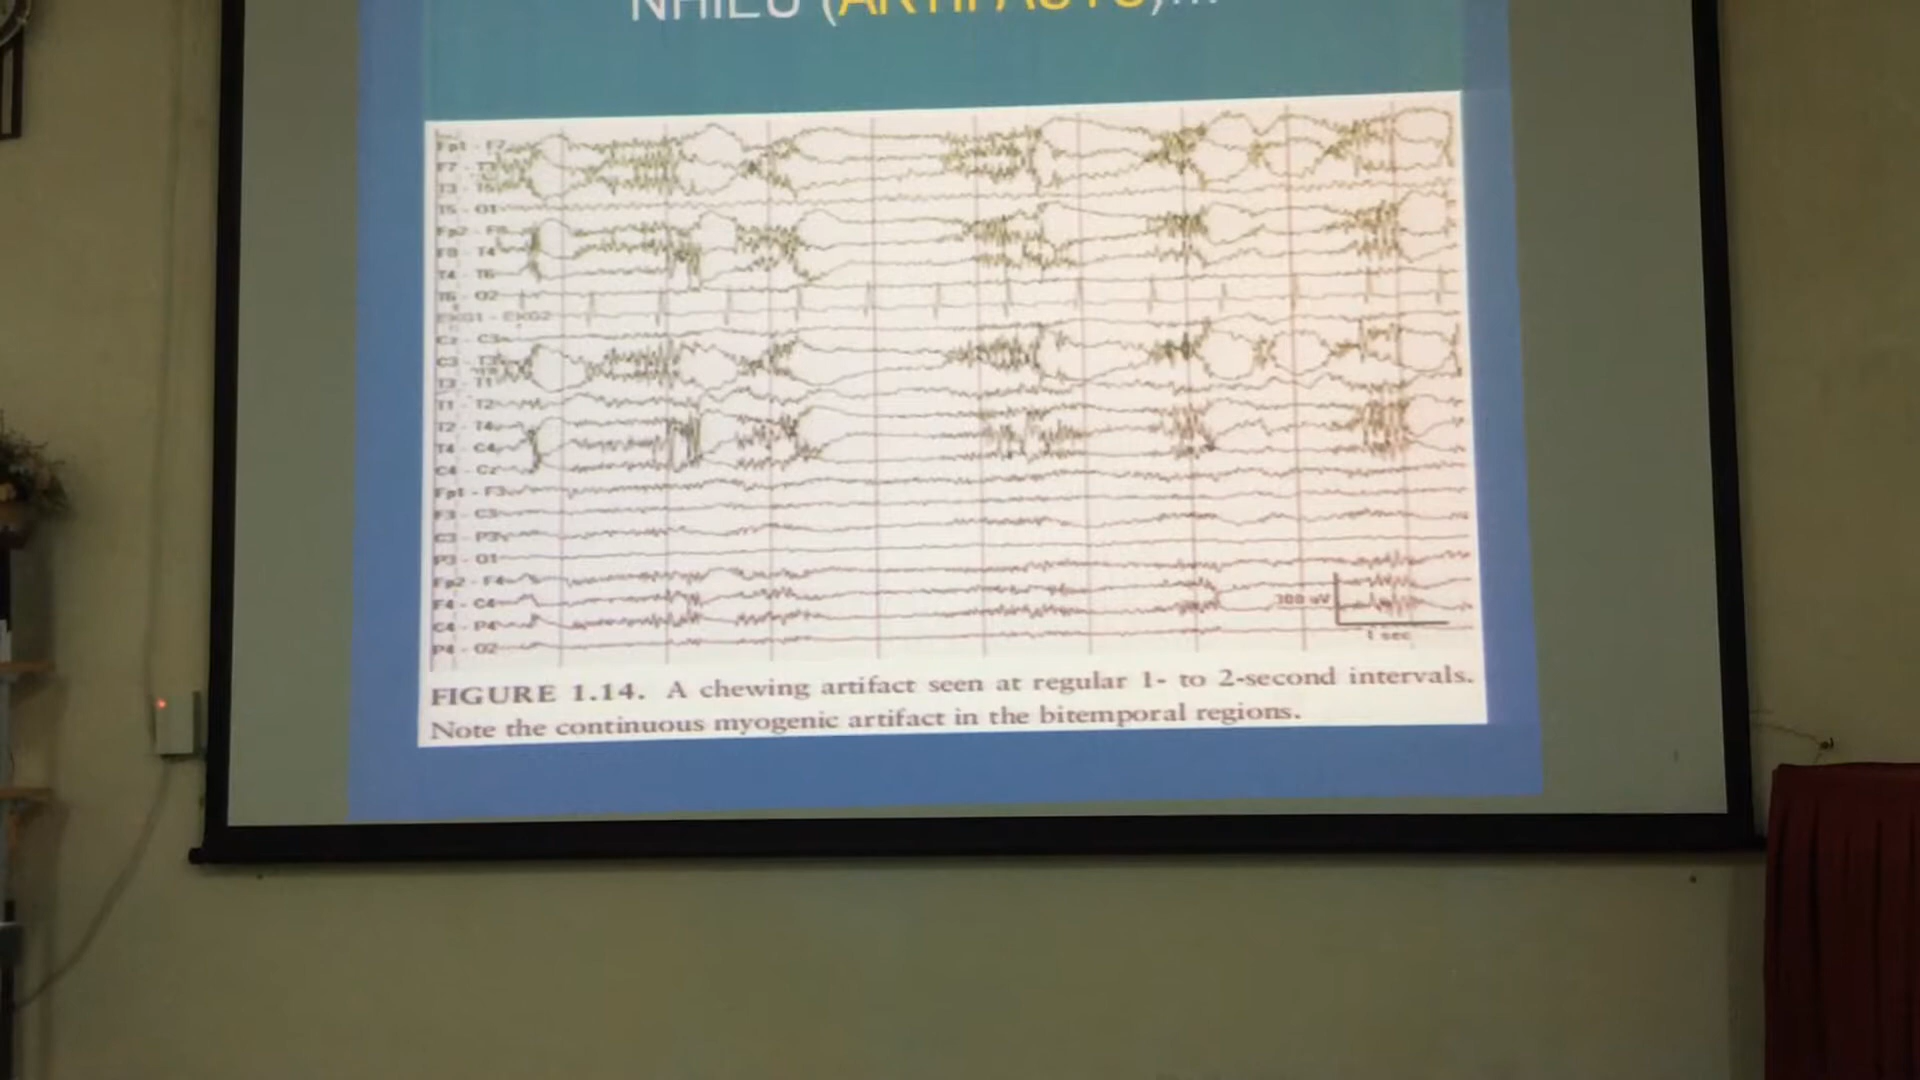 NHIỄU (ARTIFACTS)...
Fp1 - F7
F7 - T3
T3 - T5
T5 - O1
Fp2 - F8
F8 - T4
T4 - T6
T6 - O2
EKG1 - EKG2
Cz - C3
C3 - T3
T3 - T1
T1 - T2
T2 - T4
T4 - C4
C4 - Cz
Fp1 - F3
F3 - C3
C3 - P3
P3 - O1
Fp2 - F4
F4 - C4
C4 - P4
P4 - O2
300 uV
1 sec
FIGURE 1.14. A chewing artifact seen at regular 1- to 2-second intervals.
Note the continuous myogenic artifact in the bitemporal regions.